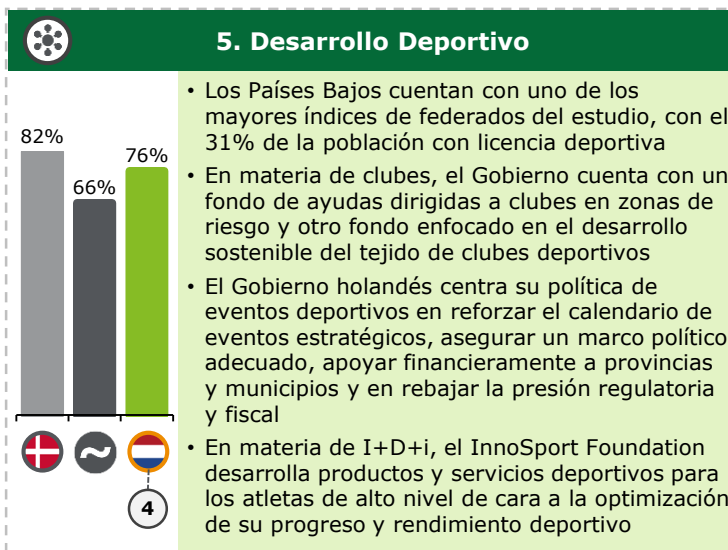 5. Desarrollo Deportivo
82%
66%
76%
4
• Los Países Bajos cuentan con uno de los
mayores índices de federados del estudio, con el
31% de la población con licencia deportiva
• En materia de clubes, el Gobierno cuenta con un
fondo de ayudas dirigidas a clubes en zonas de
riesgo y otro fondo enfocado en el desarrollo
sostenible del tejido de clubes deportivos
• El Gobierno holandés centra su política de
eventos deportivos en reforzar el calendario de
eventos estratégicos, asegurar un marco político
adecuado, apoyar financieramente a provincias
y municipios y en rebajar la presión regulatoria
y fiscal
• En materia de I+D+i, el InnoSport Foundation
desarrolla productos y servicios deportivos para
los atletas de alto nivel de cara a la optimización
de su progreso y rendimiento deportivo